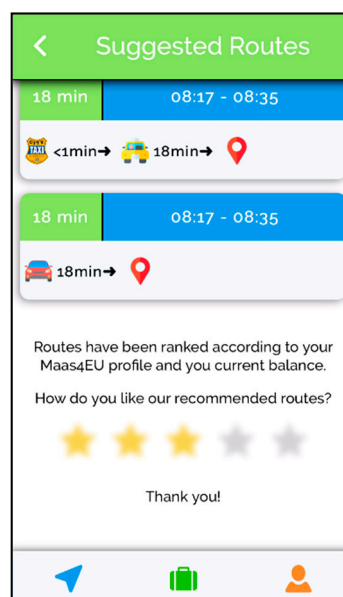 Suggested Routes
18 min 08:17 - 08:35
TAXI <1min→ 18min→
18 min 08:17 - 08:35
18min→
Routes have been ranked according to your
Maas4EU profile and you current balance.
How do you like our recommended routes?
Thank you!